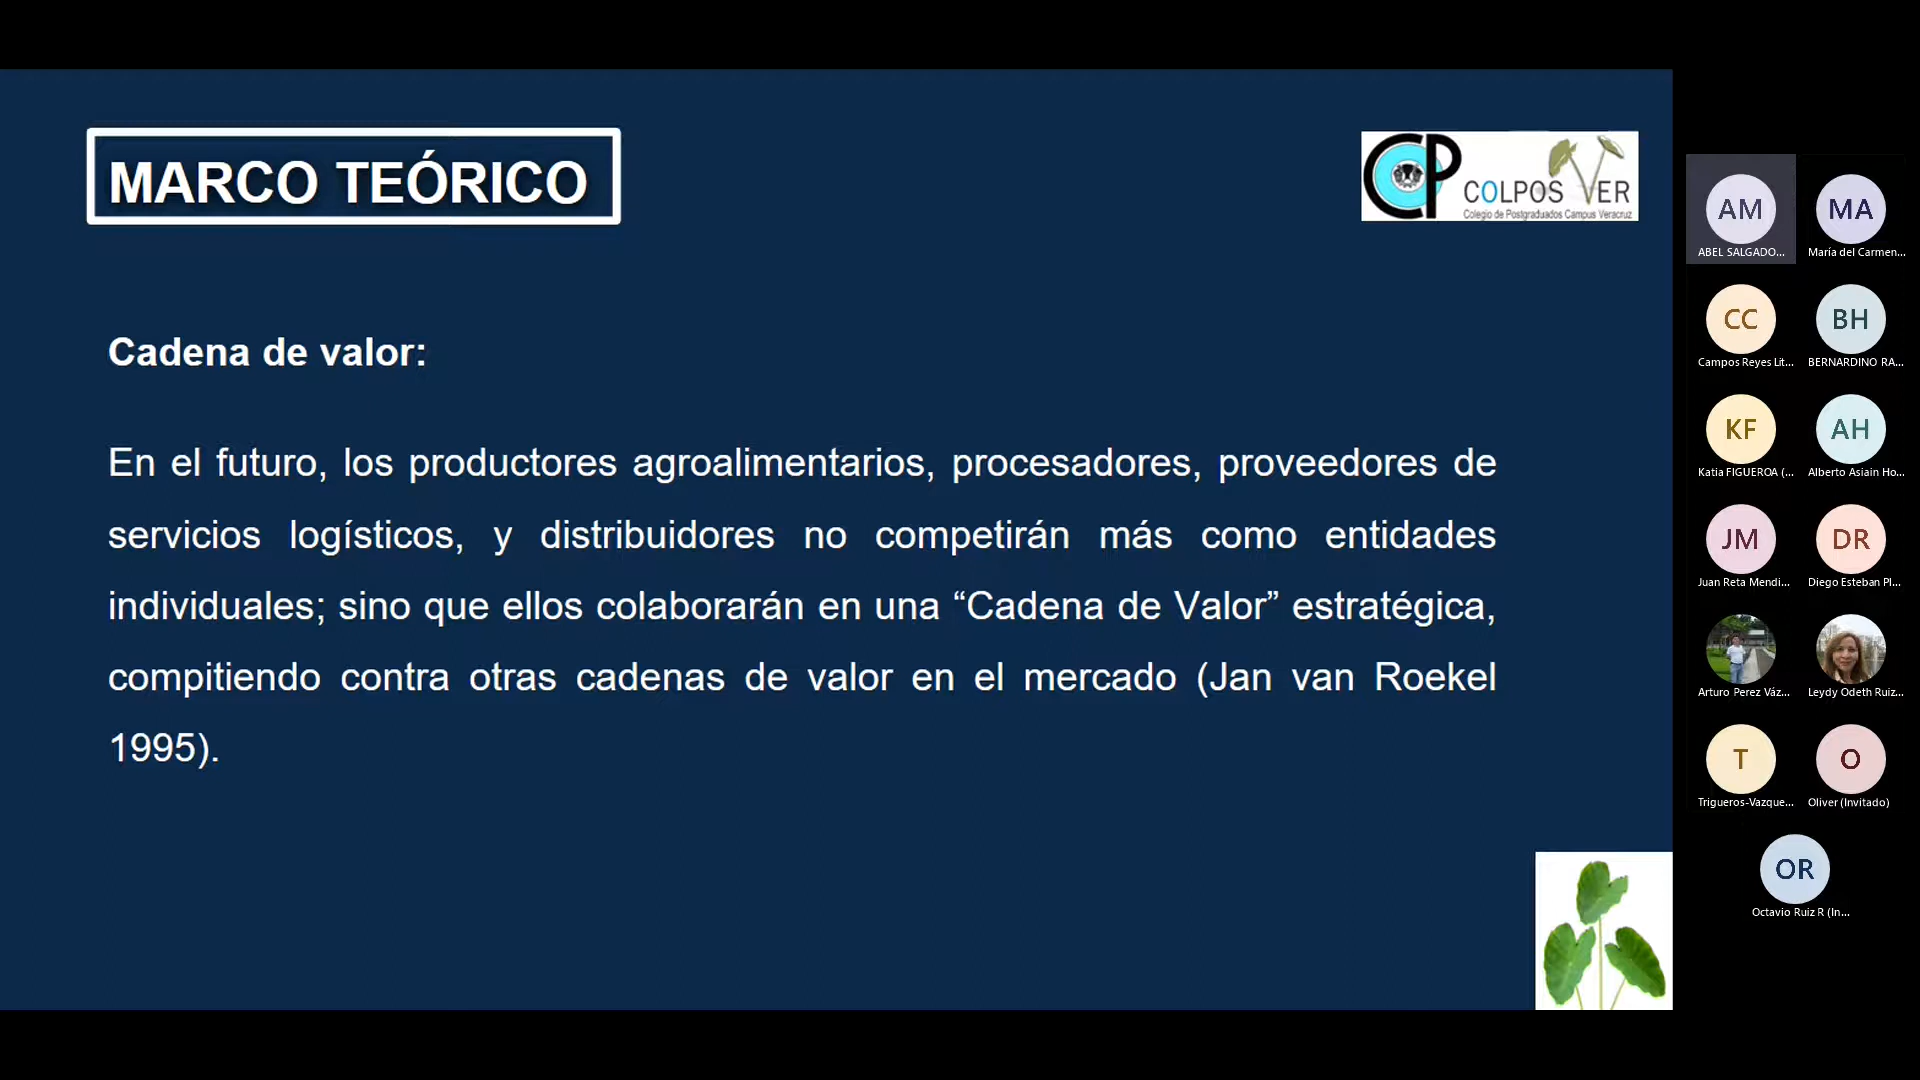 MARCO TEÓRICO
CP COLPOS VER
Colegio de Postgraduados Campus Veracruz
Cadena de valor:
En el futuro, los productores agroalimentarios, procesadores, proveedores de
servicios logísticos, y distribuidores no competirán más como entidades
individuales; sino que ellos colaborarán en una “Cadena de Valor” estratégica,
compitiendo contra otras cadenas de valor en el mercado (Jan van Roekel
1995).
AM
ABEL SALGADO...
MA
María del Carmen...
CC
Campos Reyes Lit...
BH
BERNARDINO RA...
KF
Katia FIGUEROA (...
AH
Alberto Asiain Ho...
JM
Juan Reta Mendi...
DR
Diego Esteban Pl...
Arturo Perez Váz...
Leydy Odeth Ruiz...
T
Trigueros-Vazque...
O
Oliver (Invitado)
OR
Octavio Ruiz R (In...